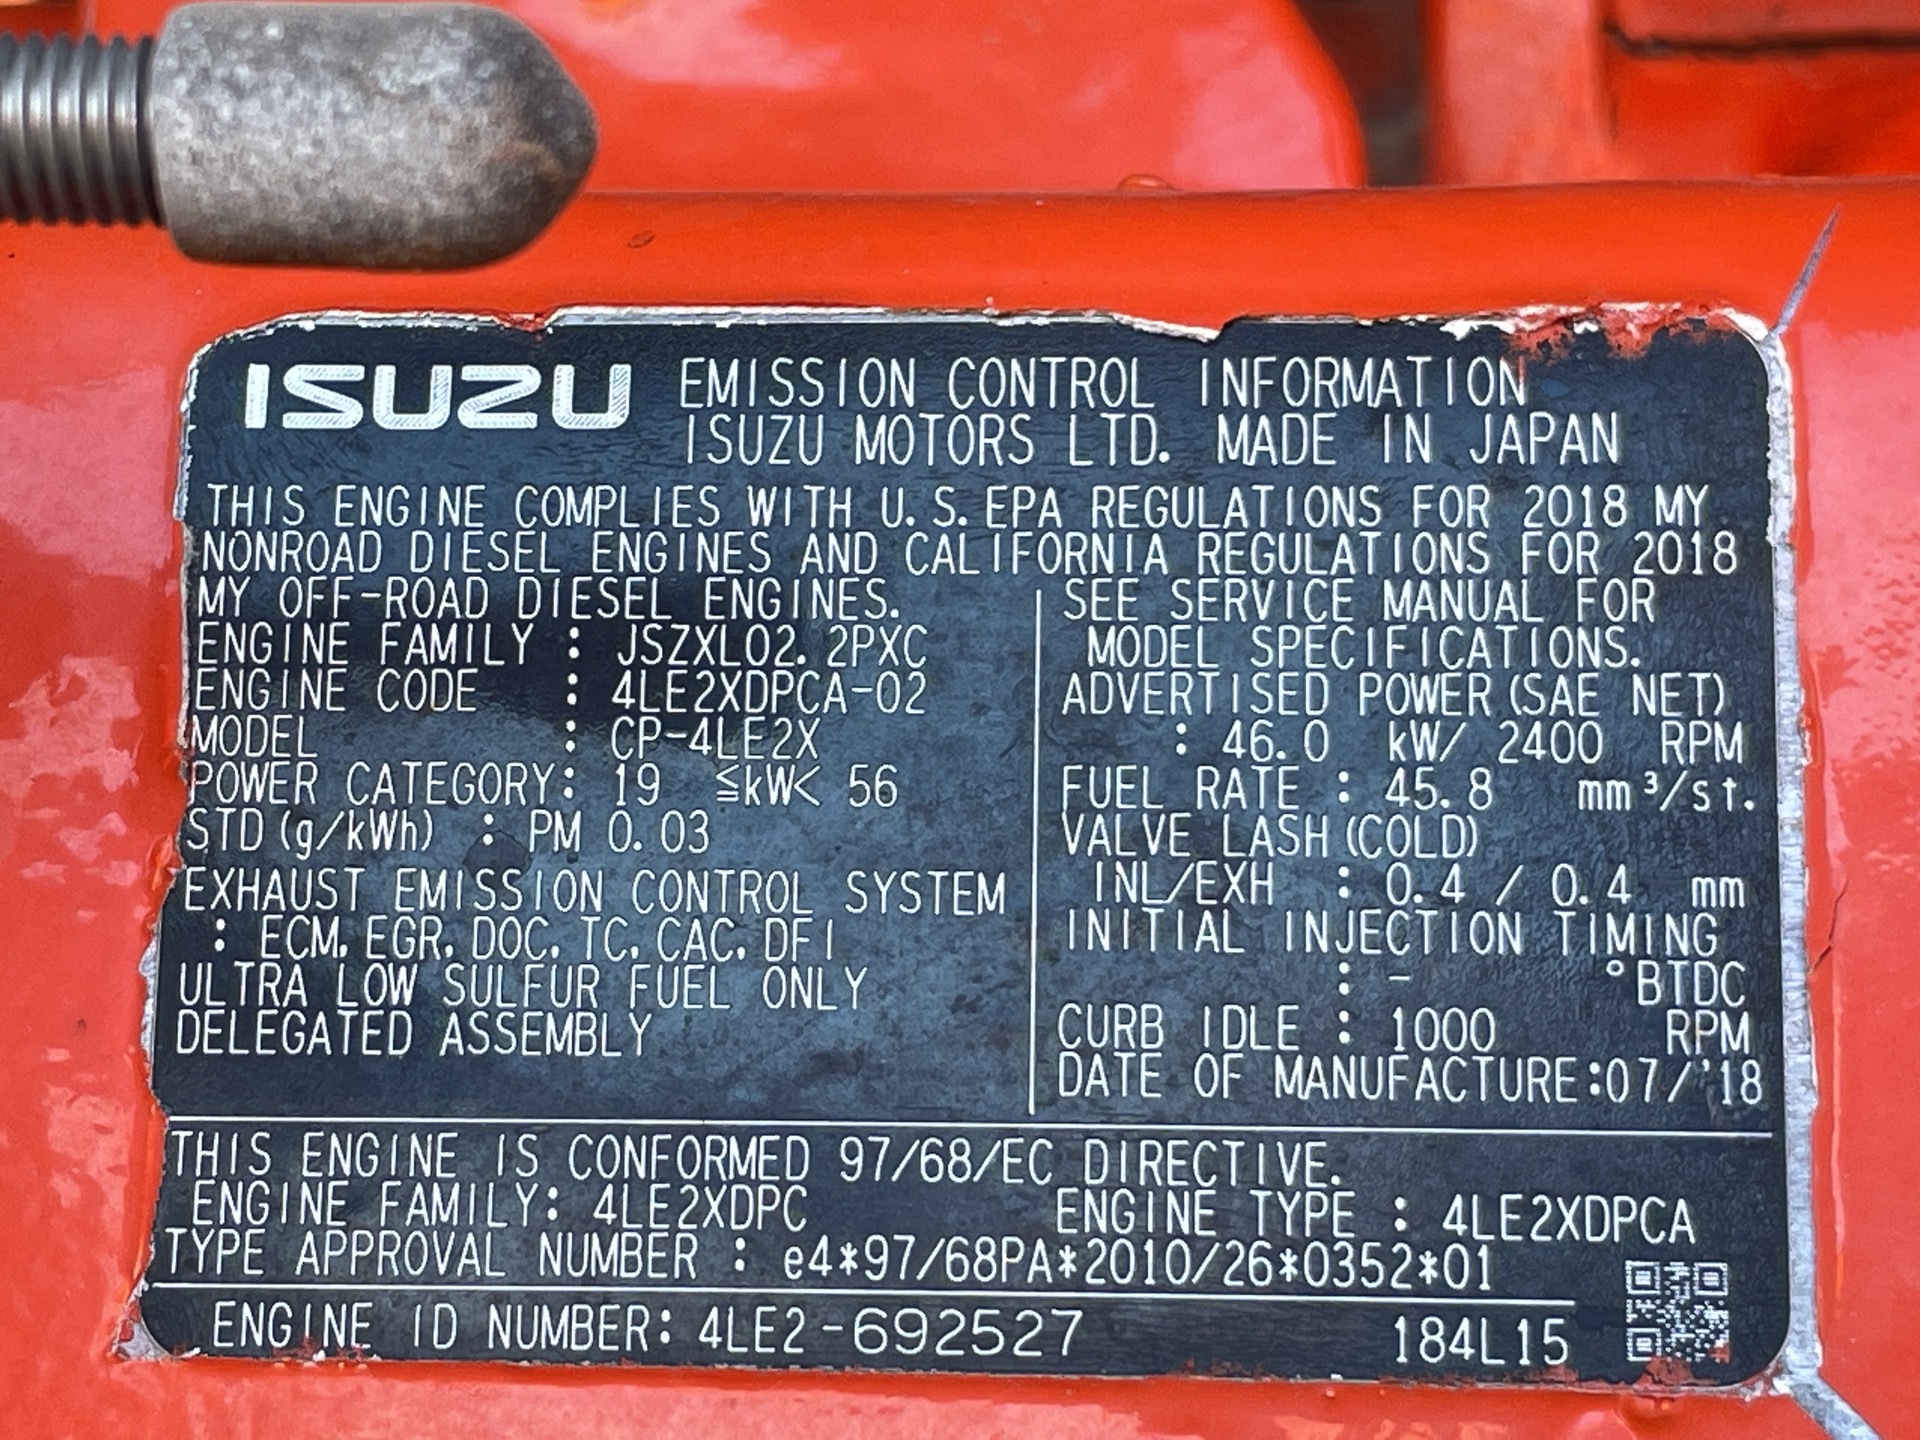 ISUZU EMISSION CONTROL INFORMATION
ISUZU MOTORS LTD. MADE IN JAPAN
THIS ENGINE COMPLIES WITH U.S.EPA REGULATIONS FOR 2018 MY
NONROAD DIESEL ENGINES AND CALIFORNIA REGULATIONS FOR 2018
MY OFF-ROAD DIESEL ENGINES.
ENGINE FAMILY : JSZXL02.2PXC
ENGINE CODE : 4LE2XDPCA-02
MODEL : CP-4LE2X
POWER CATEGORY: 19 ≦kW< 56
STD(g/kWh) : PM 0.03
EXHAUST EMISSION CONTROL SYSTEM
: ECM, EGR, DOC, TC, CAC, DFI
ULTRA LOW SULFUR FUEL ONLY
DELEGATED ASSEMBLY
SEE SERVICE MANUAL FOR
MODEL SPECIFICATIONS.
ADVERTISED POWER(SAE NET)
: 46.0 kW/ 2400 RPM
FUEL RATE : 45.8 mm³/st.
VALVE LASH(COLD)
INL/EXH : 0.4 / 0.4 mm
INITIAL INJECTION TIMING
: - °BTDC
CURB IDLE : 1000 RPM
DATE OF MANUFACTURE:07/'18
THIS ENGINE IS CONFORMED 97/68/EC DIRECTIVE.
ENGINE FAMILY: 4LE2XDPC ENGINE TYPE : 4LE2XDPCA
TYPE APPROVAL NUMBER : e4*97/68PA*2010/26*0352*01
ENGINE ID NUMBER: 4LE2-692527 184L15